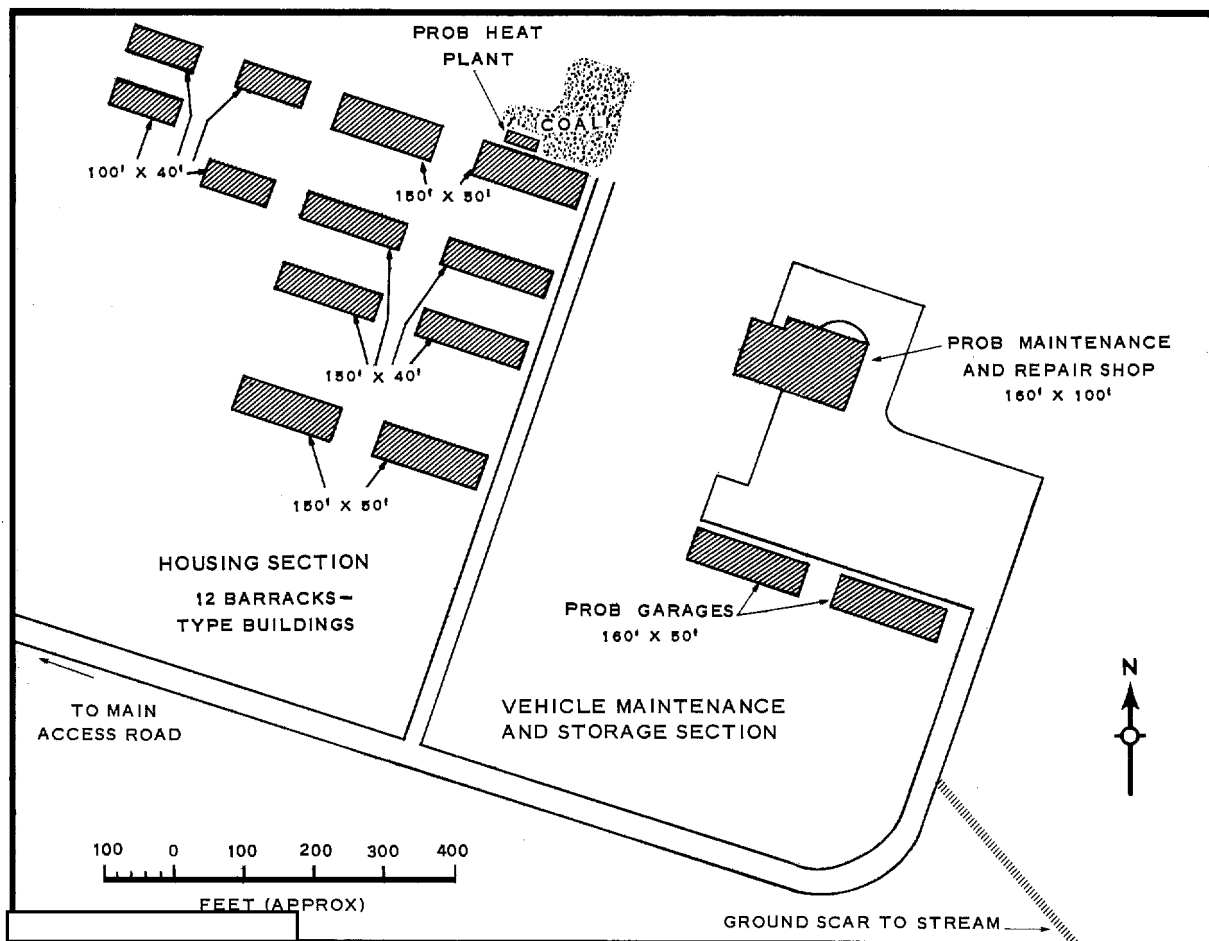 PROB HEAT
PLANT
COAL
100' X 40'
150' X 50'
150' X 40'
PROB MAINTENANCE
AND REPAIR SHOP
160' X 100'
150' X 50'
HOUSING SECTION
12 BARRACKS-
TYPE BUILDINGS
PROB GARAGES
160' X 50'
N
TO MAIN
ACCESS ROAD
VEHICLE MAINTENANCE
AND STORAGE SECTION
100 0 100 200 300 400
FEET (APPROX)
GROUND SCAR TO STREAM